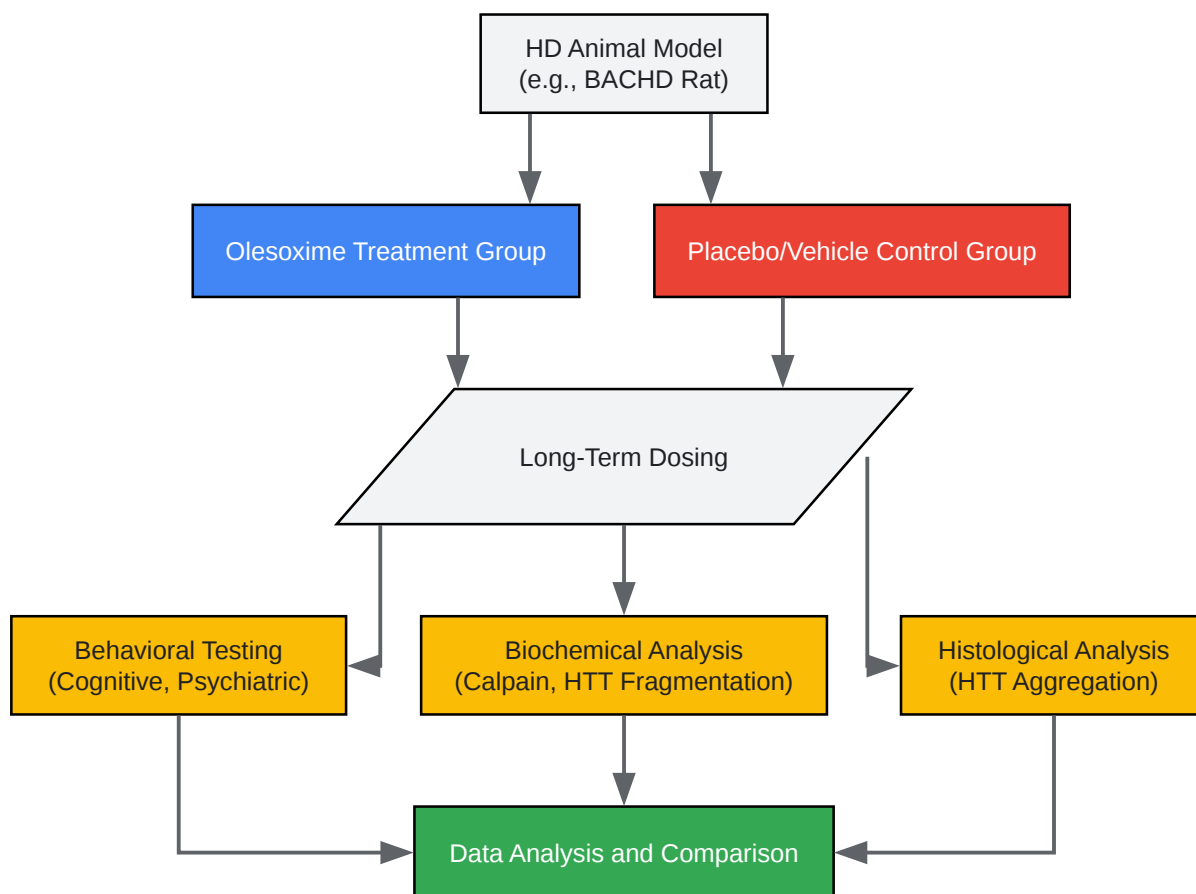 HD Animal Model
(e.g., BACHD Rat)
Olesoxime Treatment Group
Placebo/Vehicle Control Group
Long-Term Dosing
Behavioral Testing
(Cognitive, Psychiatric)
Biochemical Analysis
(Calpain, HTT Fragmentation)
Histological Analysis
(HTT Aggregation)
Data Analysis and Comparison